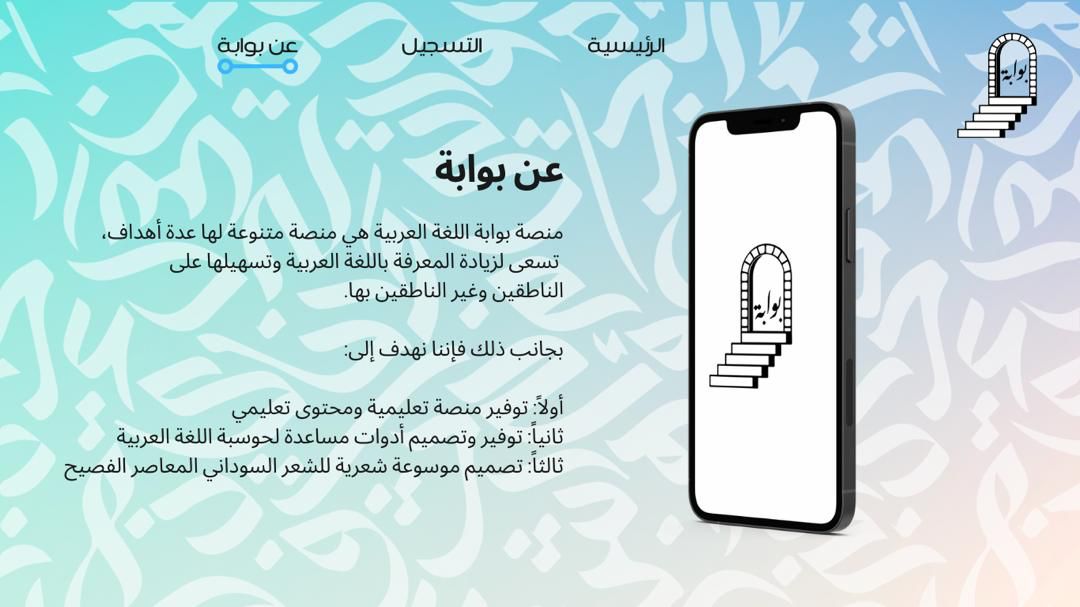 الرئيسية
التسجيل
عن بوابة
بوابة
عن بوابة
منصة بوابة اللغة العربية هي منصة متنوعة لها عدة أهداف،
تسعى لزيادة المعرفة باللغة العربية وتسهيلها على
الناطقين وغير الناطقين بها.
بجانب ذلك فإننا نهدف إلى:
أولاً: توفير منصة تعليمية ومحتوى تعليمي
ثانياً: توفير وتصميم أدوات مساعدة لحوسبة اللغة العربية
ثالثاً: تصميم موسوعة شعرية للشعر السوداني المعاصر الفصيح
بوابة